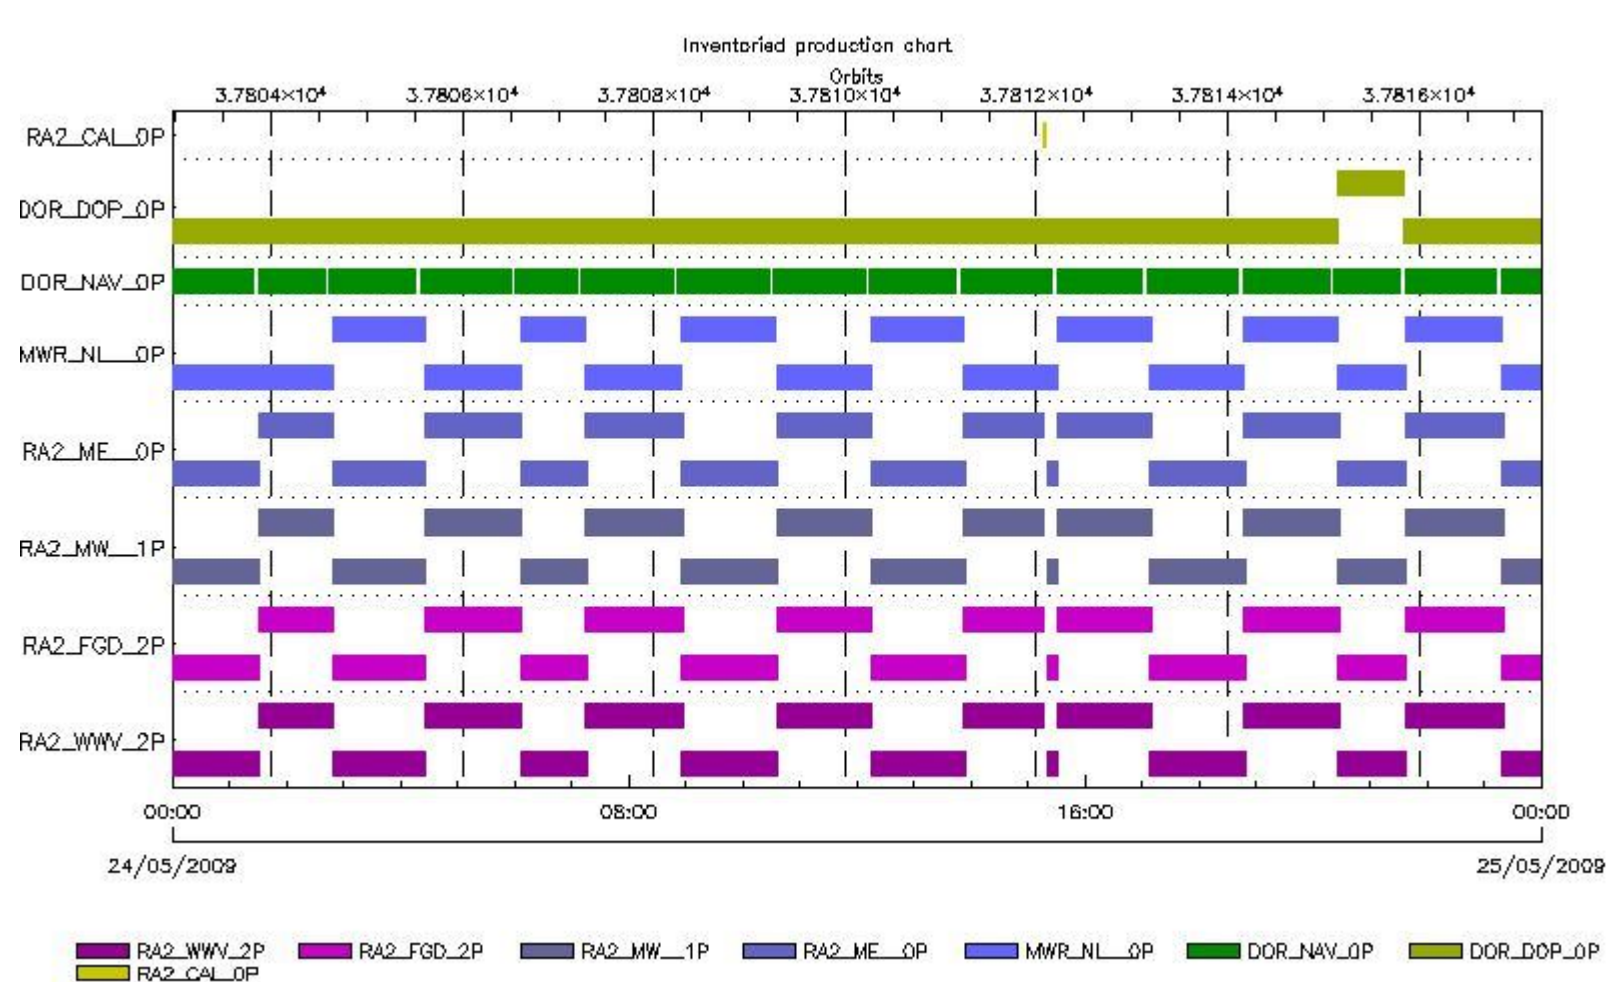 Inventoried production chart
Orbits
3.7804×10⁴ 3.7806×10⁴ 3.7808×10⁴ 3.7810×10⁴ 3.7812×10⁴ 3.7814×10⁴ 3.7816×10⁴
RA2_CAL_0P
DOR_DOP_0P
DOR_NAV_0P
MWR_NL__0P
RA2_ME__0P
RA2_MW__1P
RA2_FGD_2P
RA2_WWV_2P
00:00 08:00 16:00 00:00
24/05/2009 25/05/2009
RA2_WWV_2P RA2_FGD_2P RA2_MW__1P RA2_ME__0P MWR_NL__0P DOR_NAV_0P DOR_DOP_0P
RA2_CAL_0P